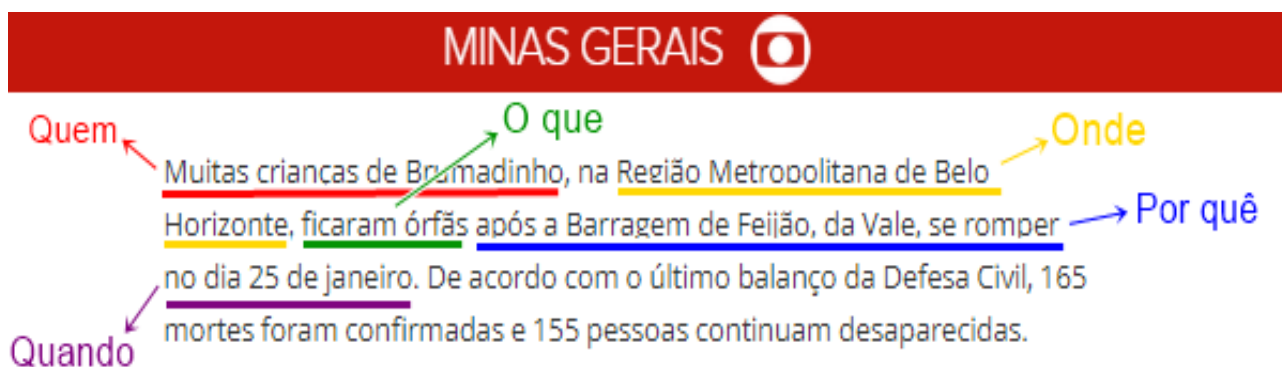 MINAS GERAIS
Quem
O que
Onde
Muitas crianças de Brumadinho, na Região Metropolitana de Belo
Horizonte, ficaram órfãs após a Barragem de Feijão, da Vale, se romper
Por quê
no dia 25 de janeiro. De acordo com o último balanço da Defesa Civil, 165
mortes foram confirmadas e 155 pessoas continuam desaparecidas.
Quando